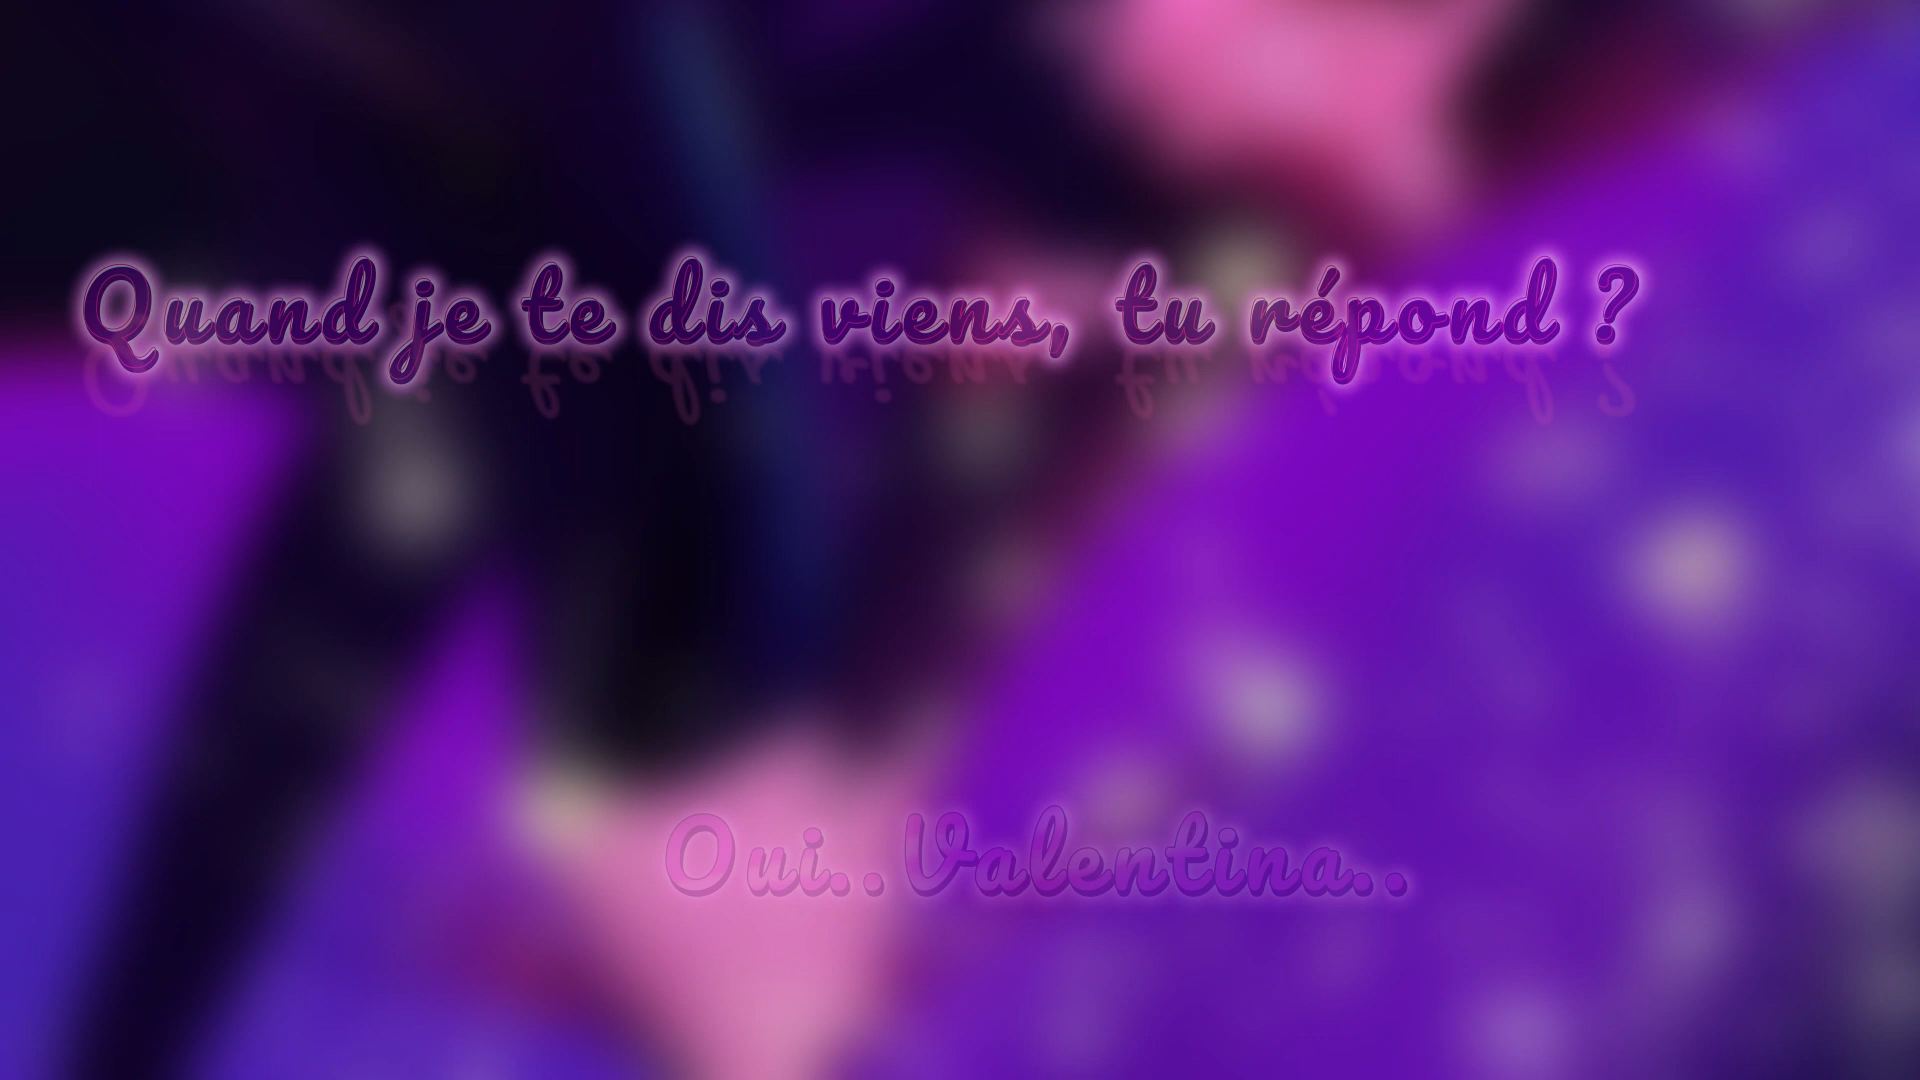 Quand je te dis viens, tu répond ?
Oui..Valentina..